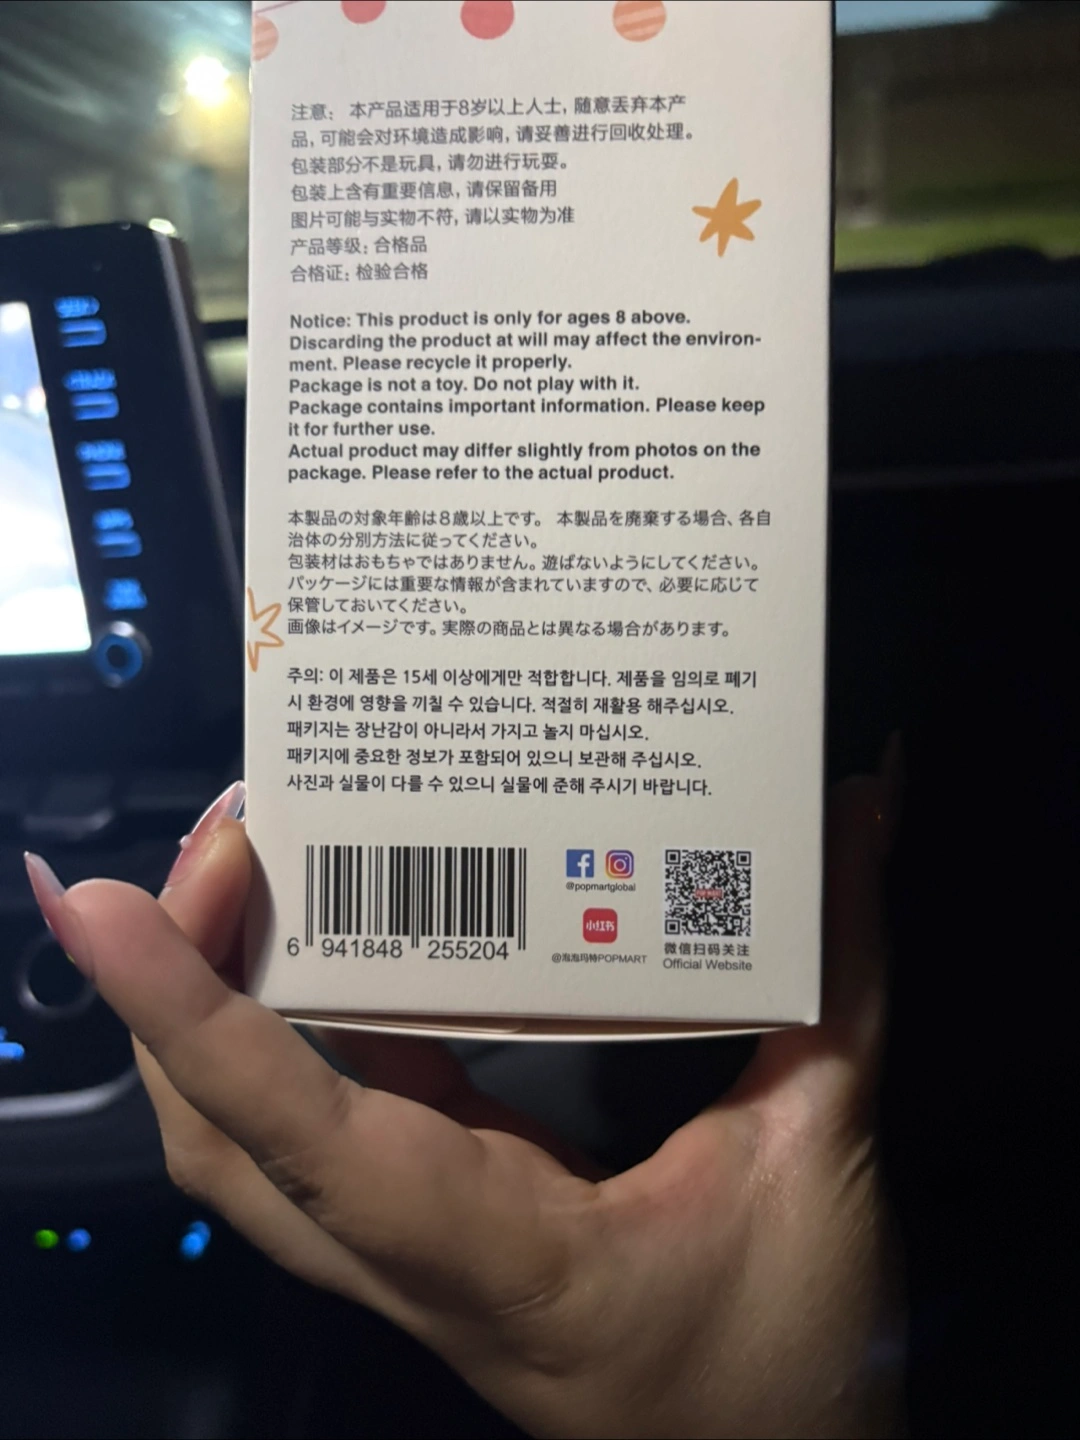 注意： 本产品适用于8岁以上人士, 随意丢弃本产
品, 可能会对环境造成影响, 请妥善进行回收处理。
包装部分不是玩具, 请勿进行玩耍。
包装上含有重要信息, 请保留备用
图片可能与实物不符, 请以实物为准
产品等级: 合格品
合格证: 检验合格
Notice: This product is only for ages 8 above.
Discarding the product at will may affect the environ-
ment. Please recycle it properly.
Package is not a toy. Do not play with it.
Package contains important information. Please keep
it for further use.
Actual product may differ slightly from photos on the
package. Please refer to the actual product.
本製品の対象年齢は8歳以上です。 本製品を廃棄する場合、各自
治体の分別方法に従ってください。
包装材はおもちゃではありません。遊ばないようにしてください。
パッケージには重要な情報が含まれていますので、必要に応じて
保管しておいてください。
画像はイメージです。実際の商品とは異なる場合があります。
주의: 이 제품은 15세 이상에게만 적합합니다. 제품을 임의로 폐기
시 환경에 영향을 끼칠 수 있습니다. 적절히 재활용 해주십시오.
패키지는 장난감이 아니라서 가지고 놀지 마십시오.
패키지에 중요한 정보가 포함되어 있으니 보관해 주십시오.
사진과 실물이 다를 수 있으니 실물에 준해 주시기 바랍니다.
6 941848 255204
@popmartglobal
小红书
@泡泡玛特POPMART
POP MART
微信扫码关注
Official Website